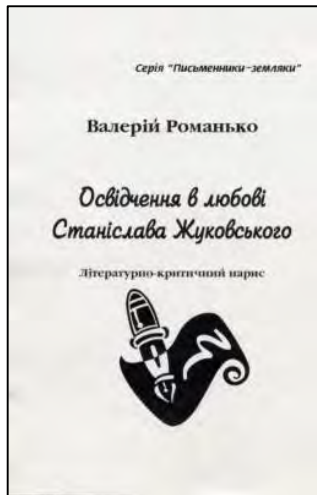 Серія "Письменники-земляки"
Валерій Романько
Освідчення в любові
Станіслава Жуковського
Літературно-критичний нарис